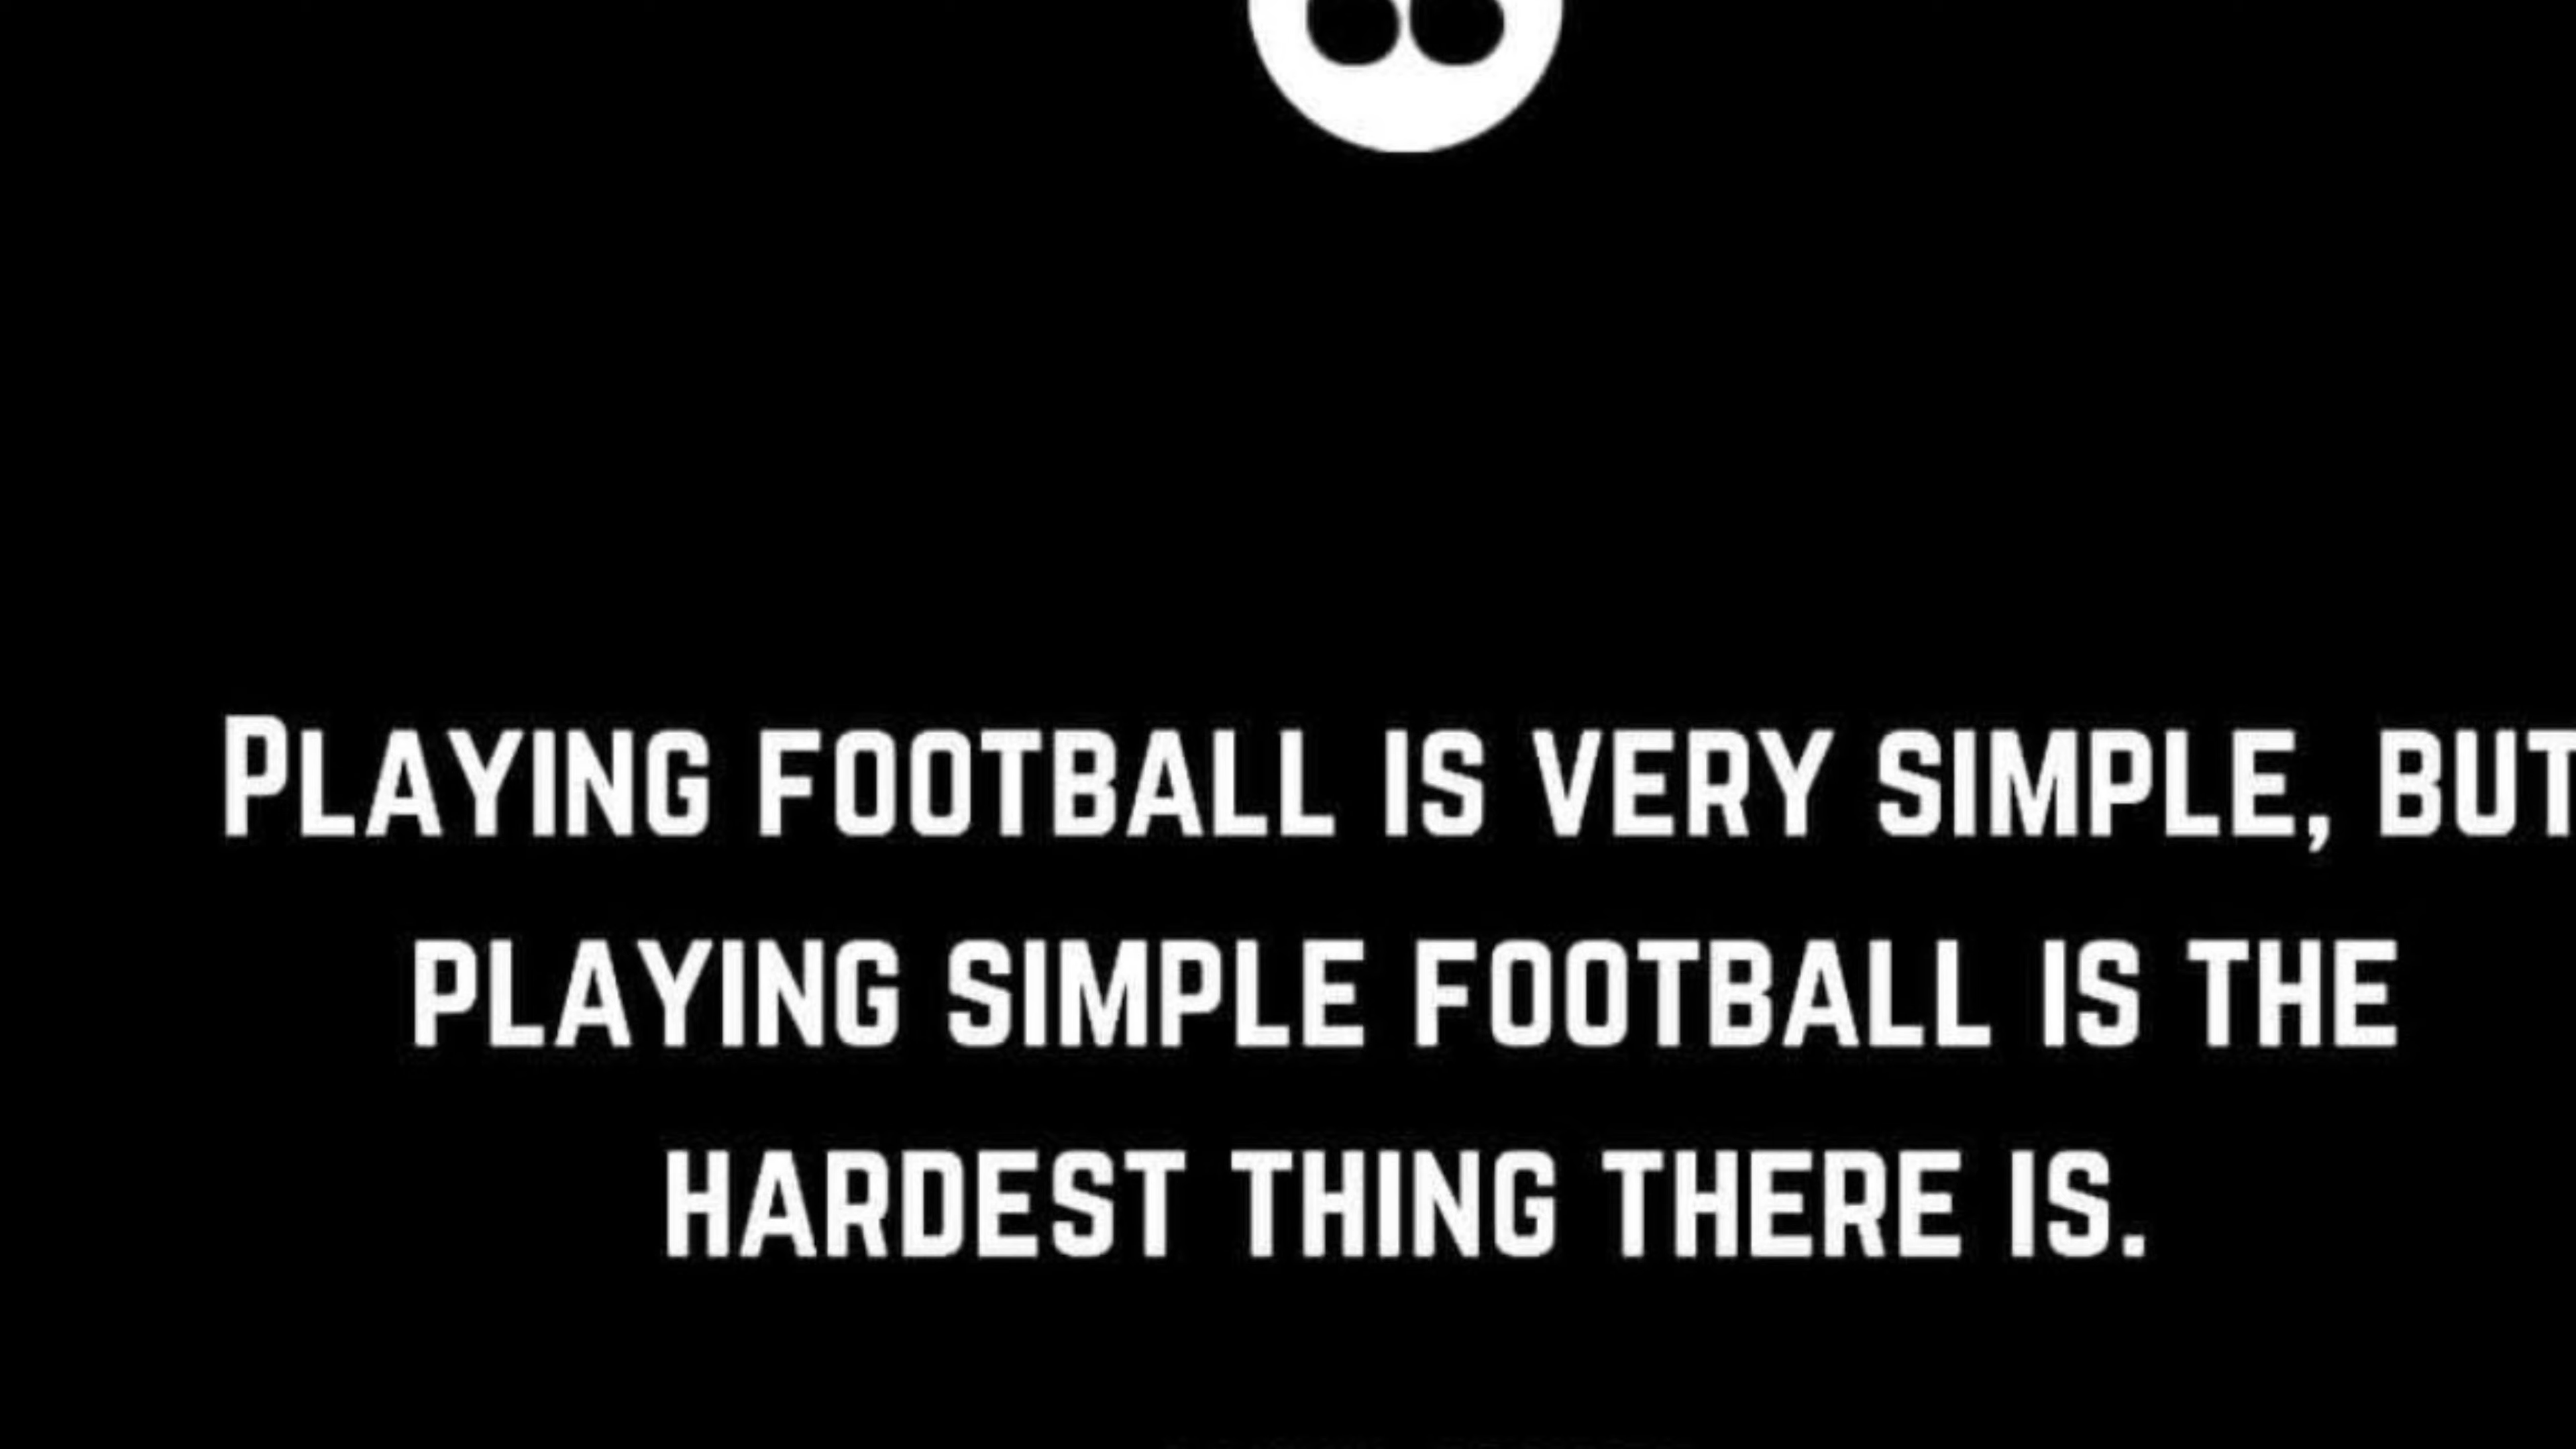 Playing football is very simple, but
playing simple football is the
hardest thing there is.